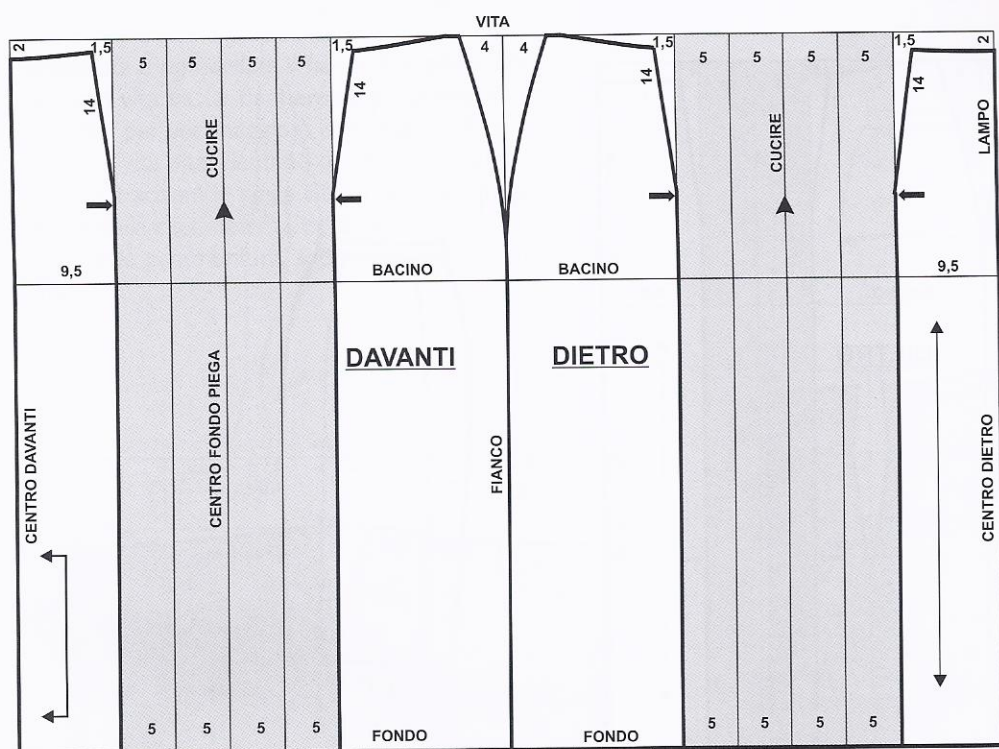 VITA
2
1,5
5 5 5 5
1,5
4
4
1,5
5 5 5 5
1,5
2
14
CUCIRE
14
14
CUCIRE
14
LAMPO
9,5
BACINO
BACINO
9,5
DAVANTI
DIETRO
CENTRO DAVANTI
CENTRO FONDO PIEGA
FIANCO
CENTRO DIETRO
5 5 5 5
FONDO
FONDO
5 5 5 5